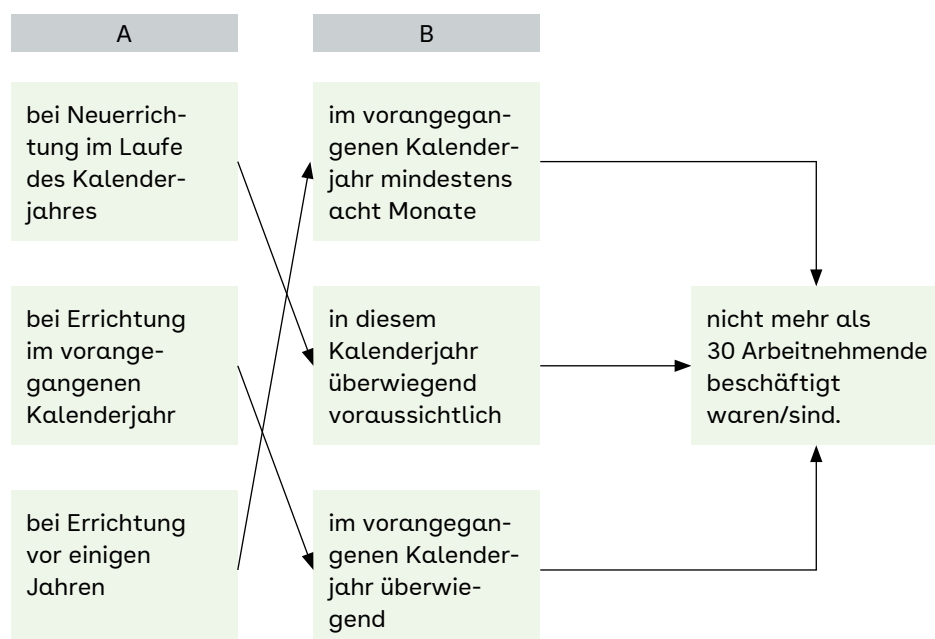 A
B
bei Neuerrich-
tung im Laufe
des Kalender-
jahres
im vorangegan-
genen Kalender-
jahr mindestens
acht Monate
bei Errichtung
im vorange-
gangenen
Kalenderjahr
in diesem
Kalenderjahr
überwiegend
voraussichtlich
nicht mehr als
30 Arbeitnehmende
beschäftigt
waren/sind.
bei Errichtung
vor einigen
Jahren
im vorangegan-
genen Kalender-
jahr überwie-
gend